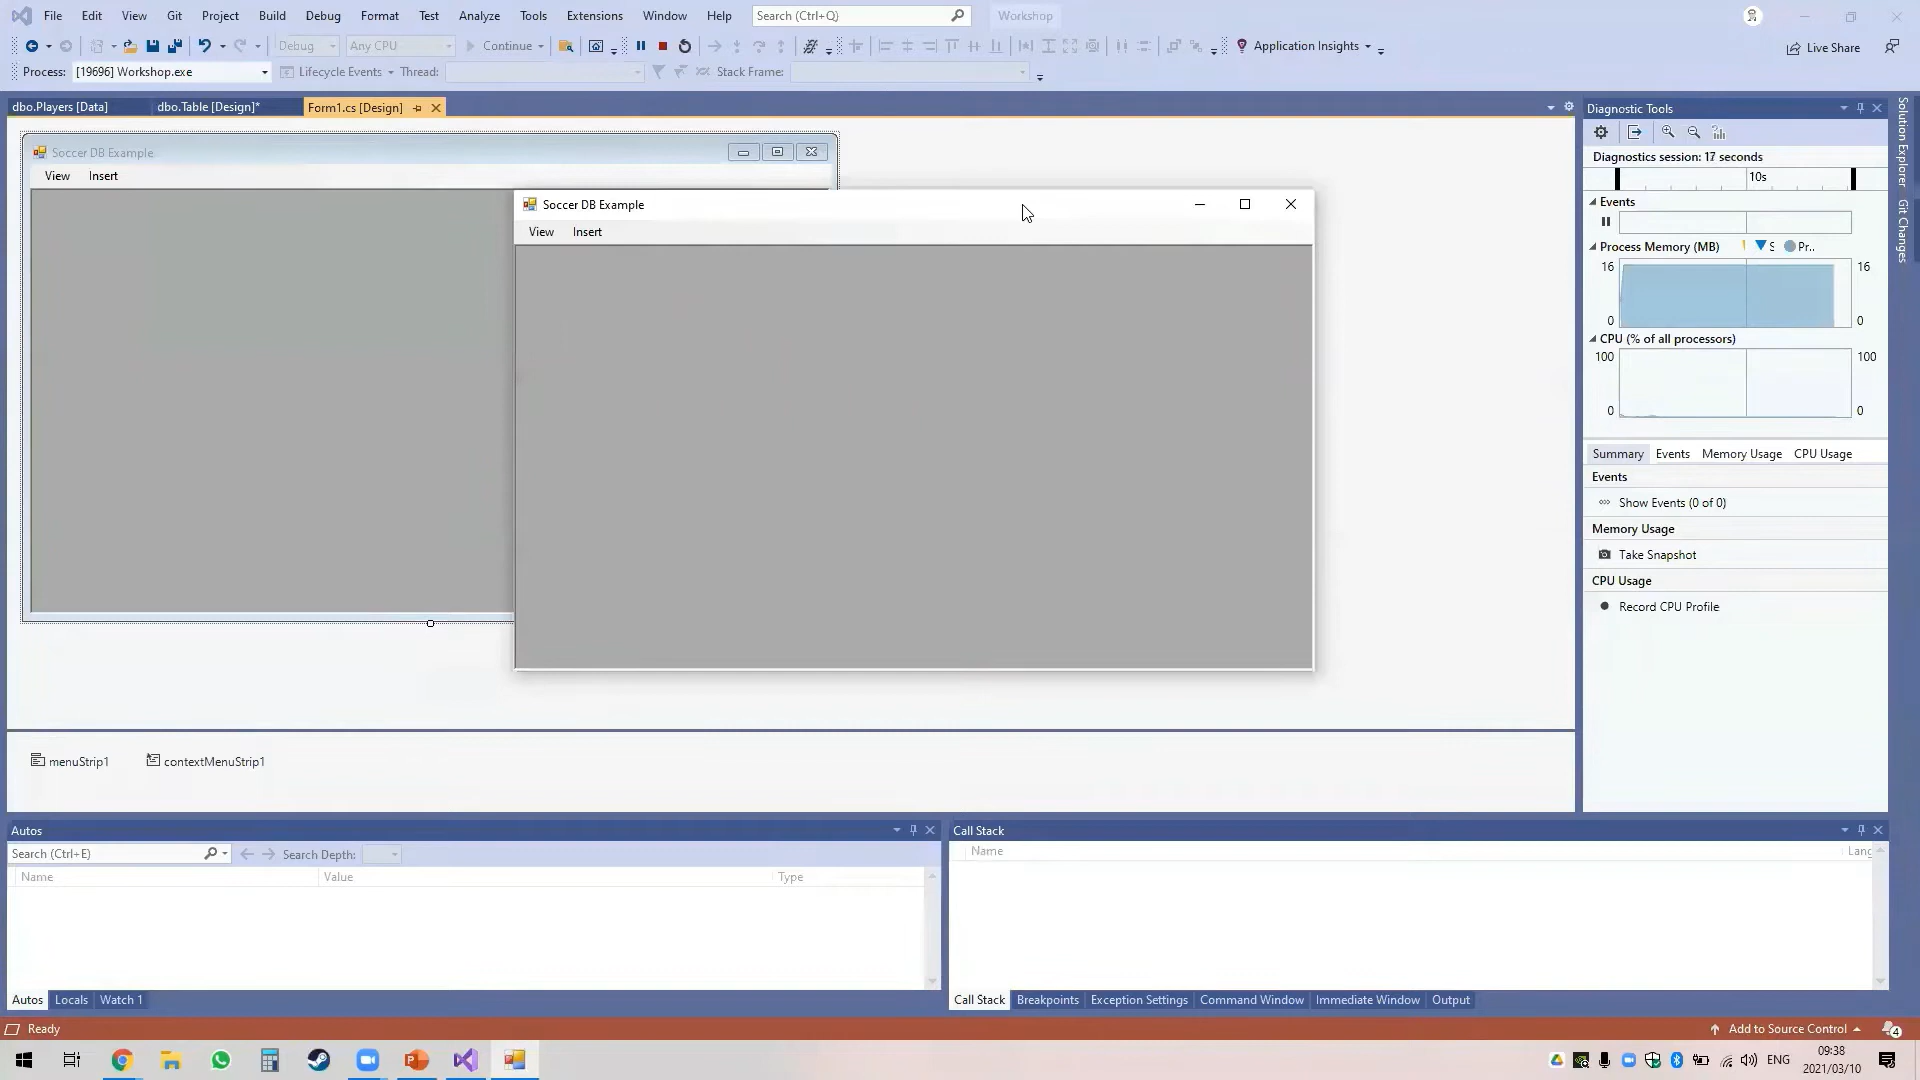 File Edit View Git Project Build Debug Format Test Analyze Tools Extensions Window Help Search (Ctrl+Q) Workshop
Debug Any CPU Continue Application Insights Live Share
Process: [19696] Workshop.exe Lifecycle Events Thread: Stack Frame:
dbo.Players [Data] dbo.Table [Design]* Form1.cs [Design]
Diagnostic Tools
Solution Explorer
Git Changes
Soccer DB Example
View Insert
Soccer DB Example
View Insert
Diagnostics session: 17 seconds
10s
Events
Process Memory (MB) S Pr..
16 16
0 0
CPU (% of all processors)
100 100
0 0
Summary Events Memory Usage CPU Usage
Events
Show Events (0 of 0)
Memory Usage
Take Snapshot
CPU Usage
Record CPU Profile
menuStrip1 contextMenuStrip1
Autos
Search (Ctrl+E) Search Depth:
Name Value Type
Autos Locals Watch 1
Call Stack
Name Lang
Call Stack Breakpoints Exception Settings Command Window Immediate Window Output
Ready Add to Source Control 4
ENG
09:38
2021/03/10